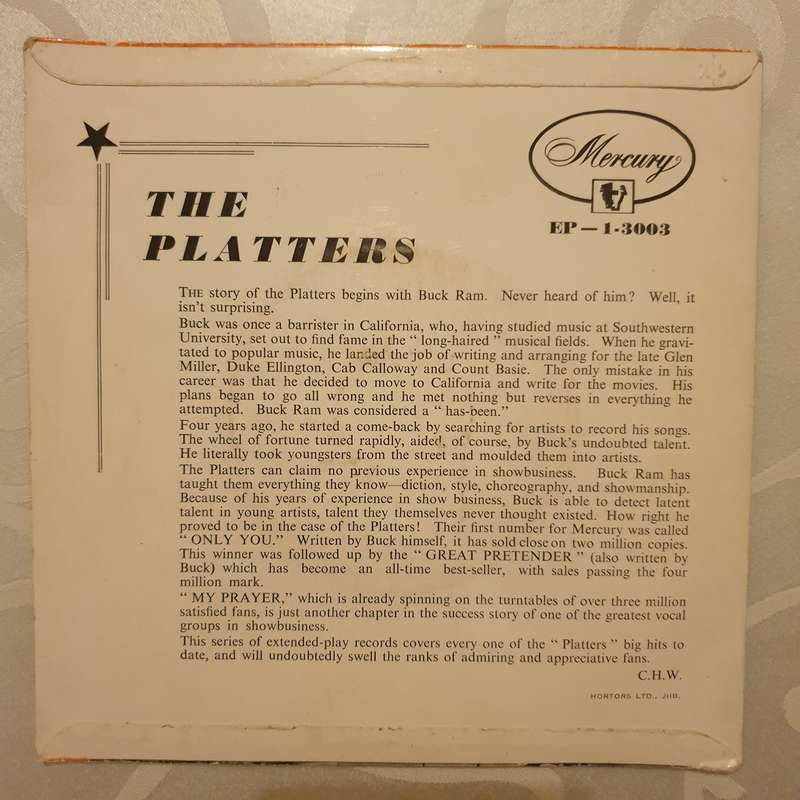 Mercury
EP — 1-3003
THE
PLATTERS
THE story of the Platters begins with Buck Ram. Never heard of him? Well, it
isn't surprising.
Buck was once a barrister in California, who, having studied music at Southwestern
University, set out to find fame in the " long-haired " musical fields. When he gravi-
tated to popular music, he landed the job of writing and arranging for the late Glen
Miller, Duke Ellington, Cab Calloway and Count Basie. The only mistake in his
career was that he decided to move to California and write for the movies. His
plans began to go all wrong and he met nothing but reverses in everything he
attempted. Buck Ram was considered a " has-been."
Four years ago, he started a come-back by searching for artists to record his songs.
The wheel of fortune turned rapidly, aided, of course, by Buck's undoubted talent.
He literally took youngsters from the street and moulded them into artists.
The Platters can claim no previous experience in showbusiness. Buck Ram has
taught them everything they know—diction, style, choreography, and showmanship.
Because of his years of experience in show business, Buck is able to detect latent
talent in young artists, talent they themselves never thought existed. How right he
proved to be in the case of the Platters! Their first number for Mercury was called
" ONLY YOU." Written by Buck himself, it has sold close on two million copies.
This winner was followed up by the " GREAT PRETENDER " (also written by
Buck) which has become an all-time best-seller, with sales passing the four
million mark.
" MY PRAYER," which is already spinning on the turntables of over three million
satisfied fans, is just another chapter in the success story of one of the greatest vocal
groups in showbusiness.
This series of extended-play records covers every one of the " Platters " big hits to
date, and will undoubtedly swell the ranks of admiring and appreciative fans.
C.H.W.
HORTORS LTD., JHB.